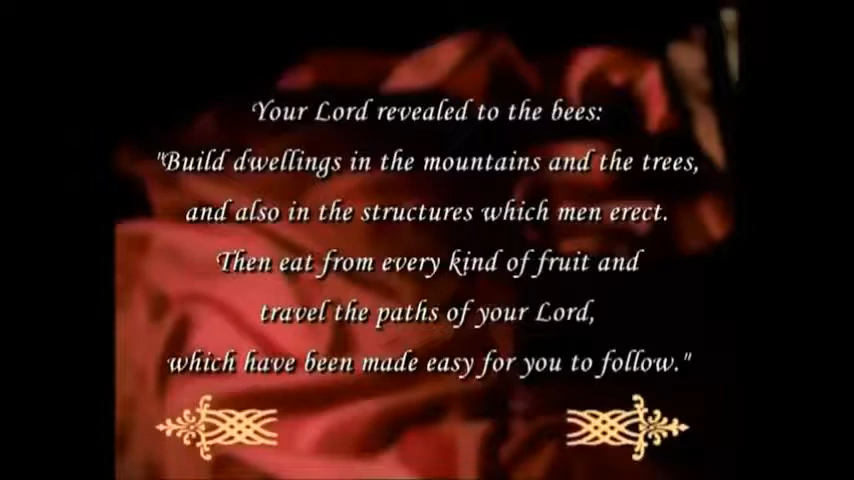 Your Lord revealed to the bees:
"Build dwellings in the mountains and the trees,
and also in the structures which men erect.
Then eat from every kind of fruit and
travel the paths of your Lord,
which have been made easy for you to follow."